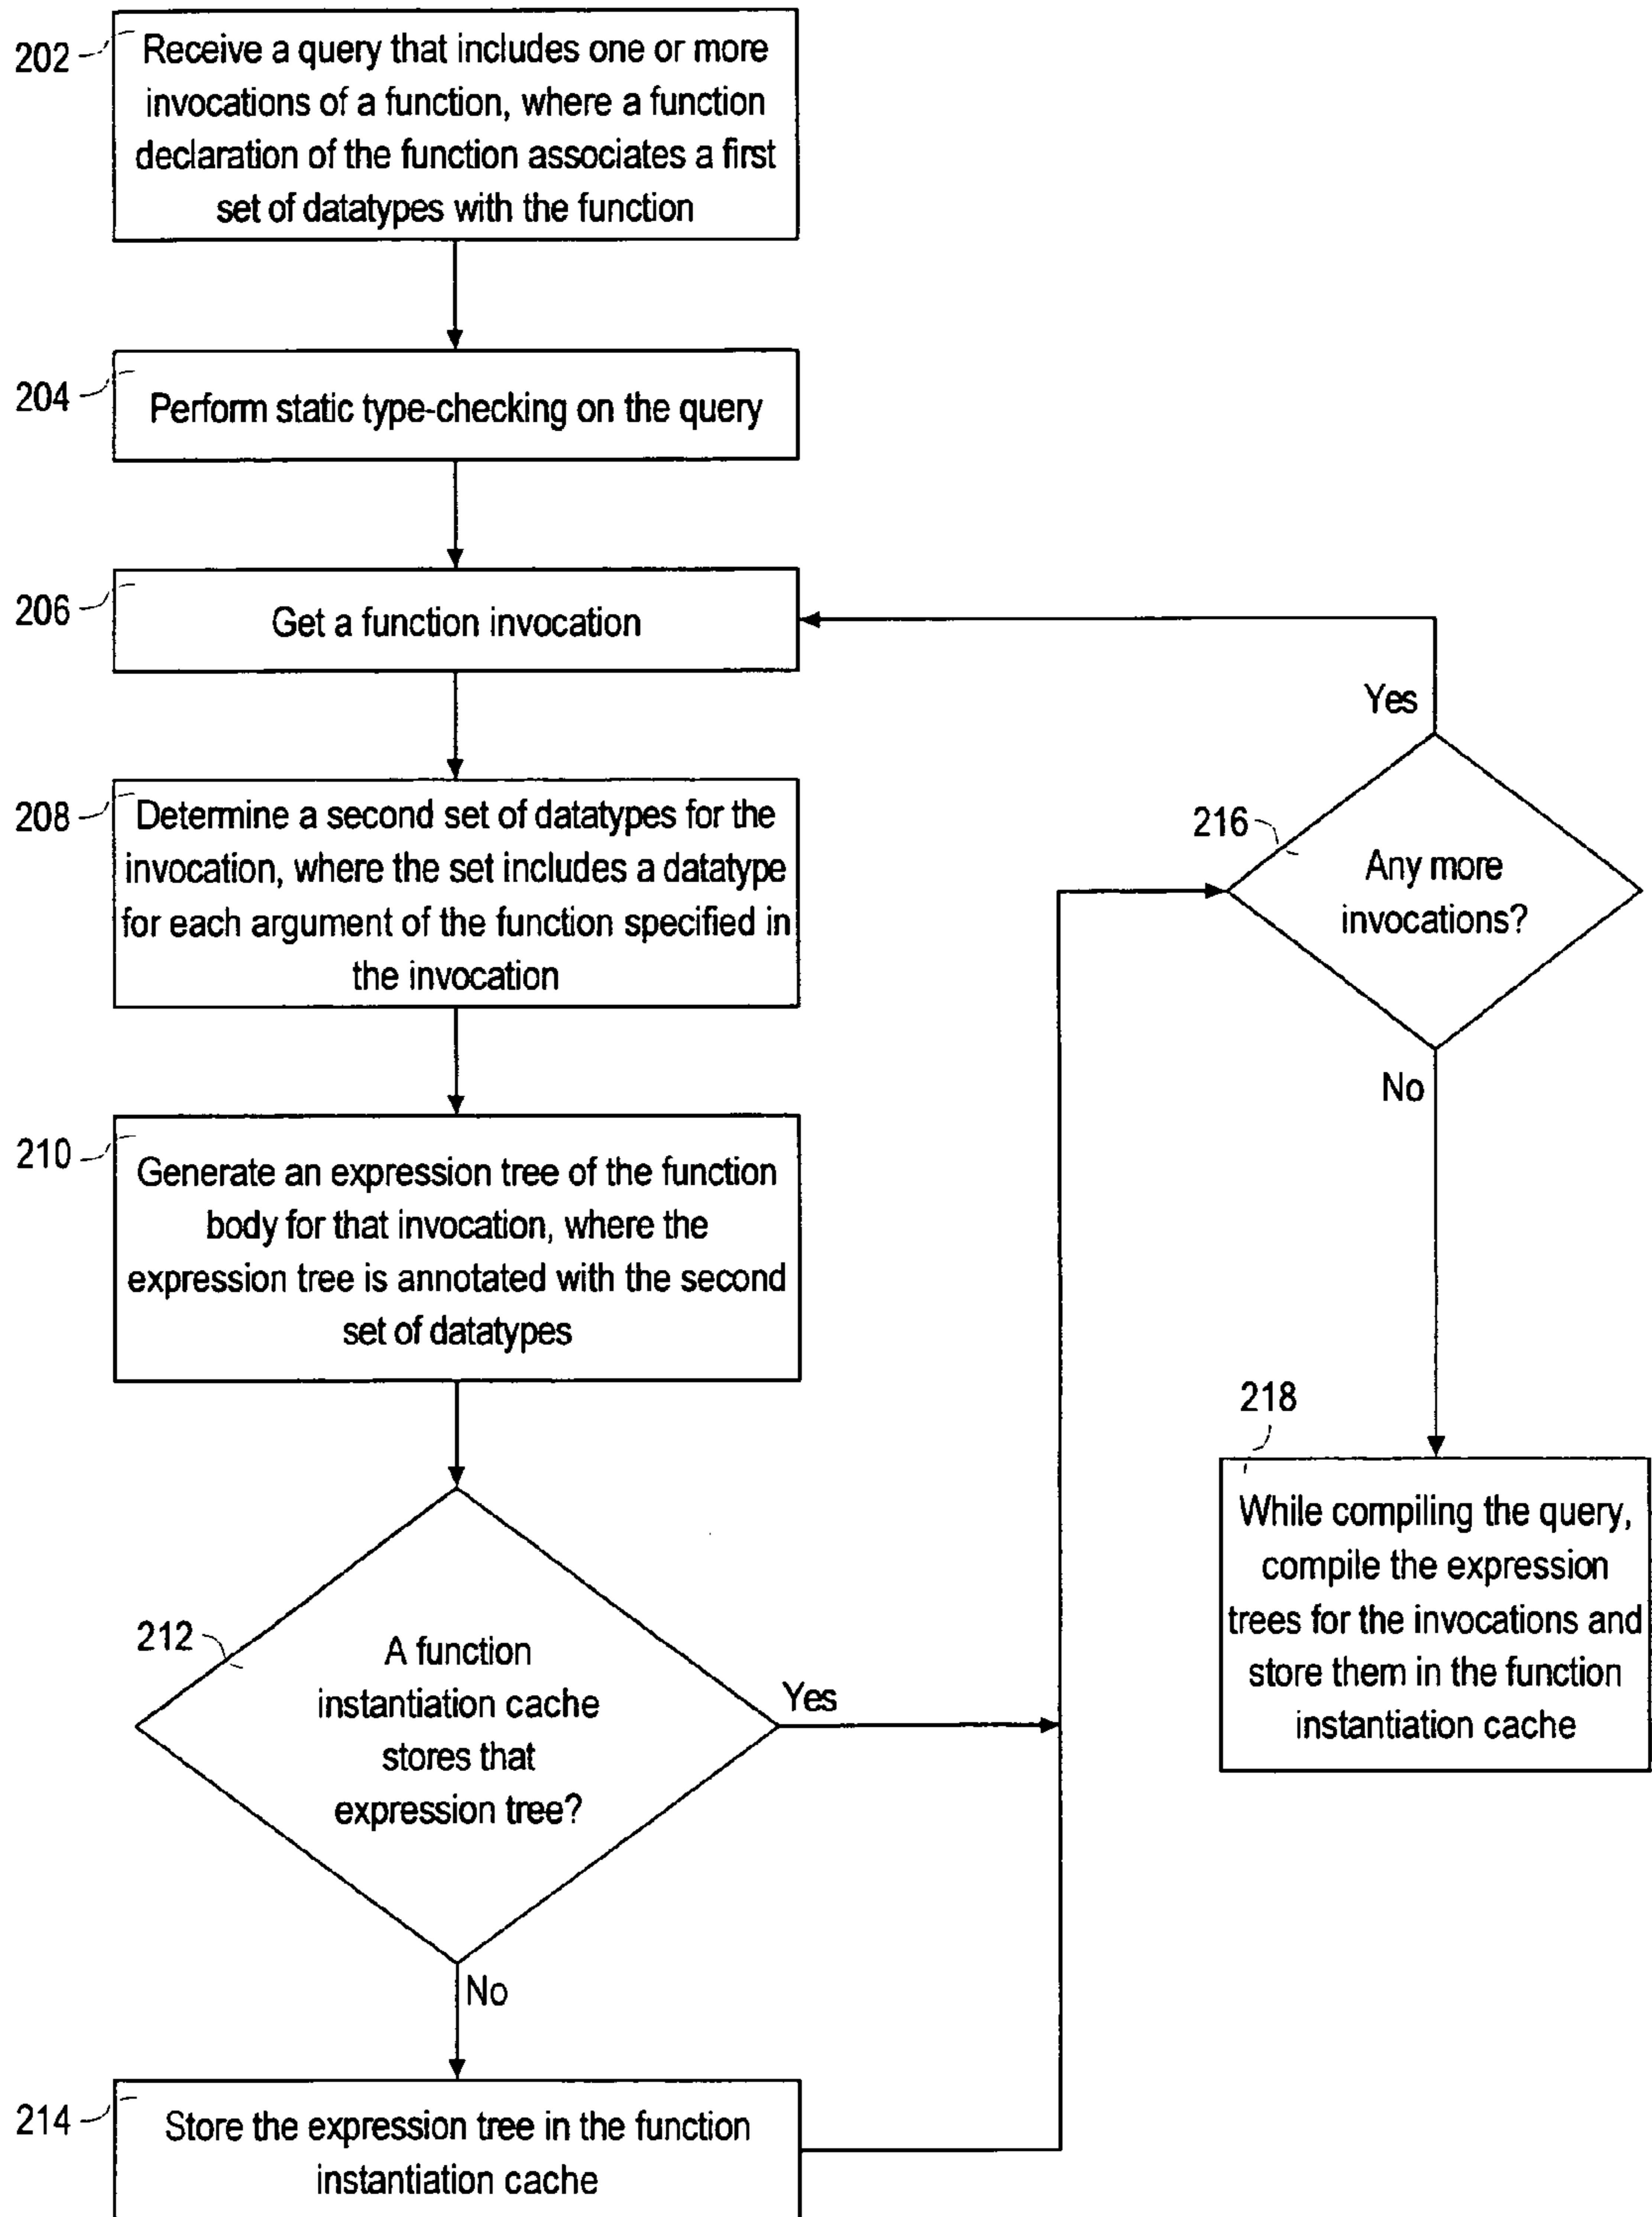 202
Receive a query that includes one or more
invocations of a function, where a function
declaration of the function associates a first
set of datatypes with the function
204
Perform static type-checking on the query
206
Get a function invocation
208
Determine a second set of datatypes for the
invocation, where the set includes a datatype
for each argument of the function specified in
the invocation
210
Generate an expression tree of the function
body for that invocation, where the
expression tree is annotated with the second
set of datatypes
212
A function
instantiation cache
stores that
expression tree?
Yes
No
214
Store the expression tree in the function
instantiation cache
216
Any more
invocations?
Yes
No
218
While compiling the query,
compile the expression
trees for the invocations and
store them in the function
instantiation cache